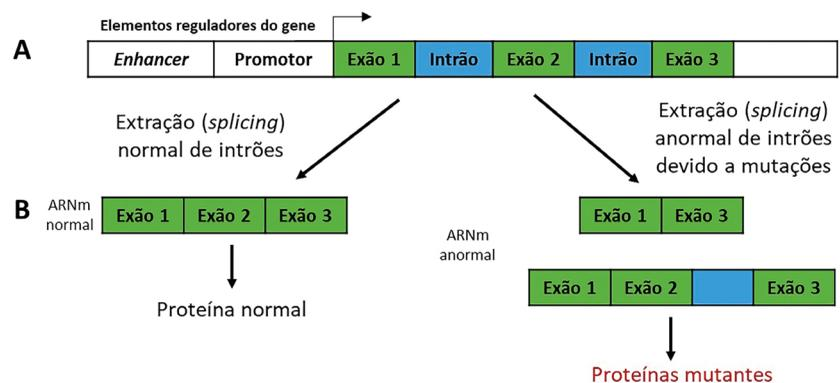 Elementos reguladores do gene
A
Enhancer Promotor Exão 1 Intrão Exão 2 Intrão Exão 3
Extração (splicing)
normal de intrões
Extração (splicing)
anormal de intrões
devido a mutações
B
ARNm
normal
Exão 1 Exão 2 Exão 3
Exão 1 Exão 3
ARNm
anormal
Exão 1 Exão 2 Exão 3
Proteína normal
Proteínas mutantes